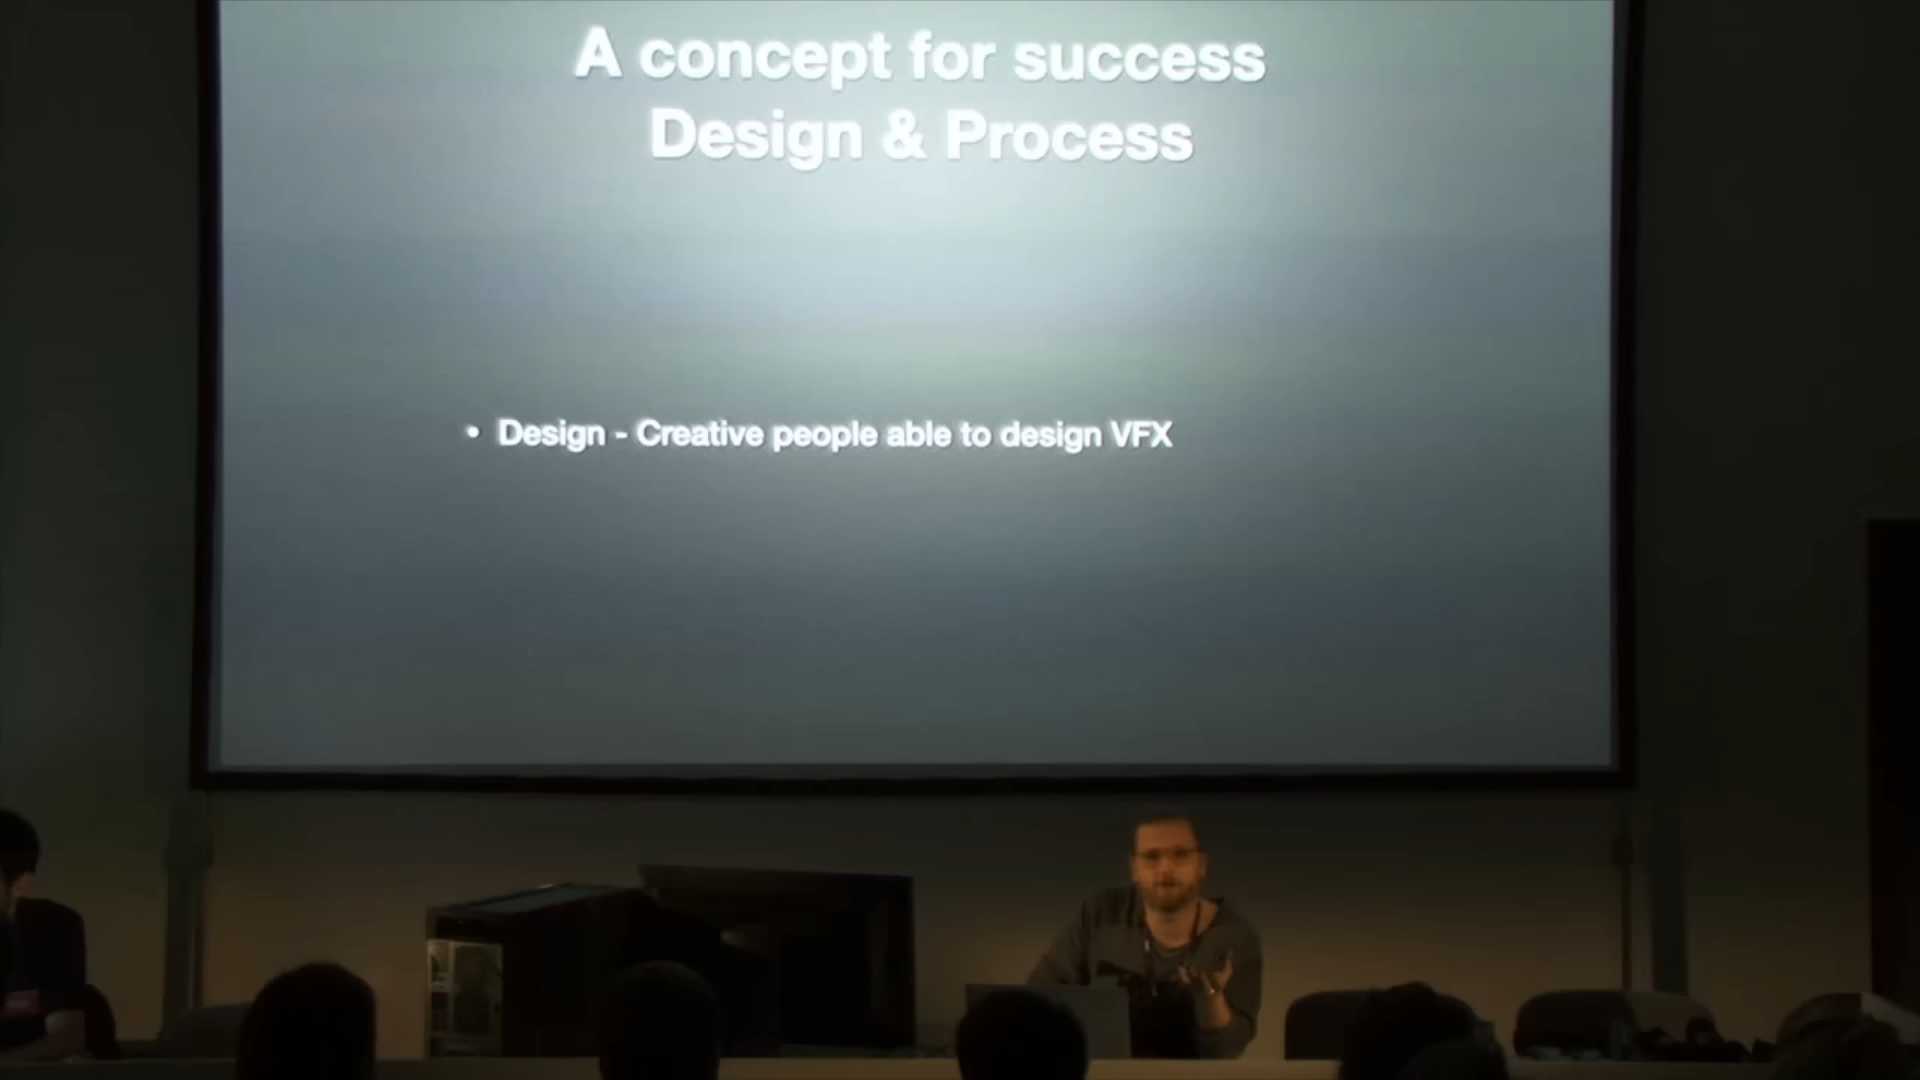 A concept for success
Design & Process
• Design - Creative people able to design VFX